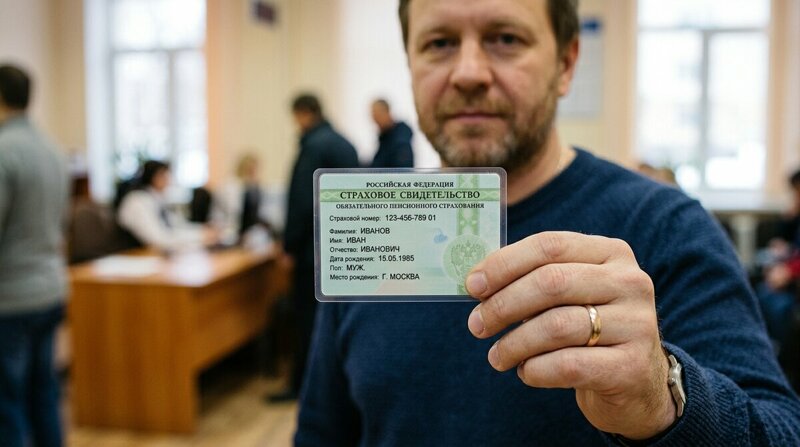 РОССИЙСКАЯ ФЕДЕРАЦИЯ
СТРАХОВОЕ СВИДЕТЕЛЬСТВО
ОБЯЗАТЕЛЬНОГО ПЕНСИОННОГО СТРАХОВАНИЯ
Страховой номер: 123-456-789 01
Фамилия: ИВАНОВ
Имя: ИВАН
Отчество: ИВАНОВИЧ
Дата рождения: 15.05.1985
Пол: МУЖ.
Место рождения: Г. МОСКВА